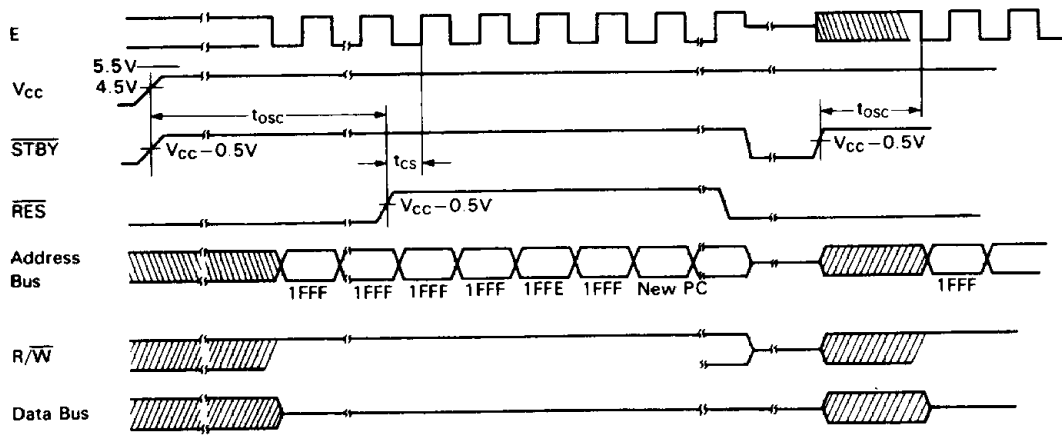 E
5.5V
4.5V
Vcc
tosc
tosc
STBY
Vcc−0.5V
Vcc−0.5V
tcs
RES
Vcc−0.5V
Address
Bus
1FFF 1FFF 1FFF 1FFF 1FFE 1FFF New PC 1FFF
R/W
Data Bus